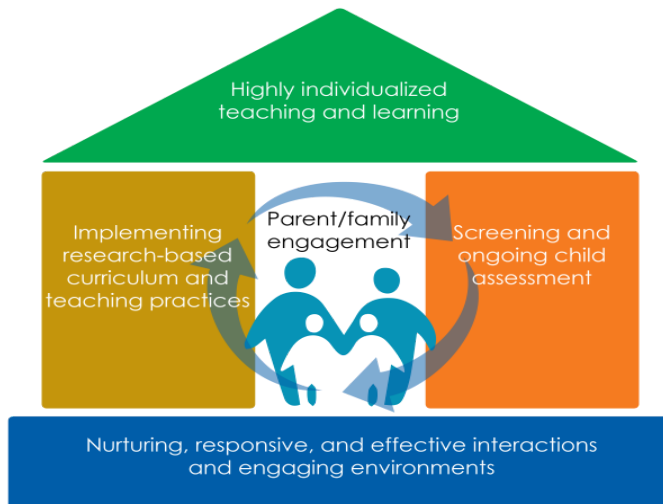 Highly individualized
teaching and learning
Implementing
research-based
curriculum and
teaching practices
Parent/family
engagement
Screening and
ongoing child
assessment
Nurturing, responsive, and effective interactions
and engaging environments